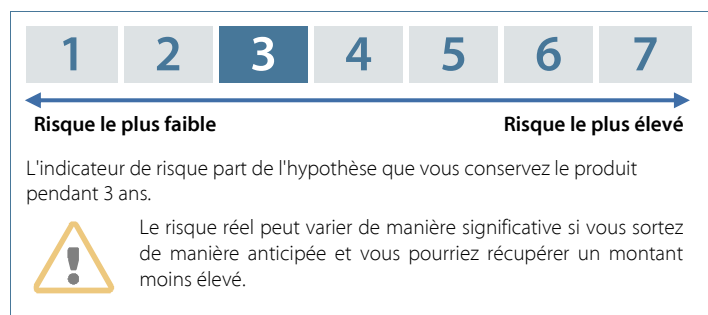 1 2 3 4 5 6 7
Risque le plus faible Risque le plus élevé
L'indicateur de risque part de l'hypothèse que vous conservez le produit
pendant 3 ans.
Le risque réel peut varier de manière significative si vous sortez
de manière anticipée et vous pourriez récupérer un montant
moins élevé.